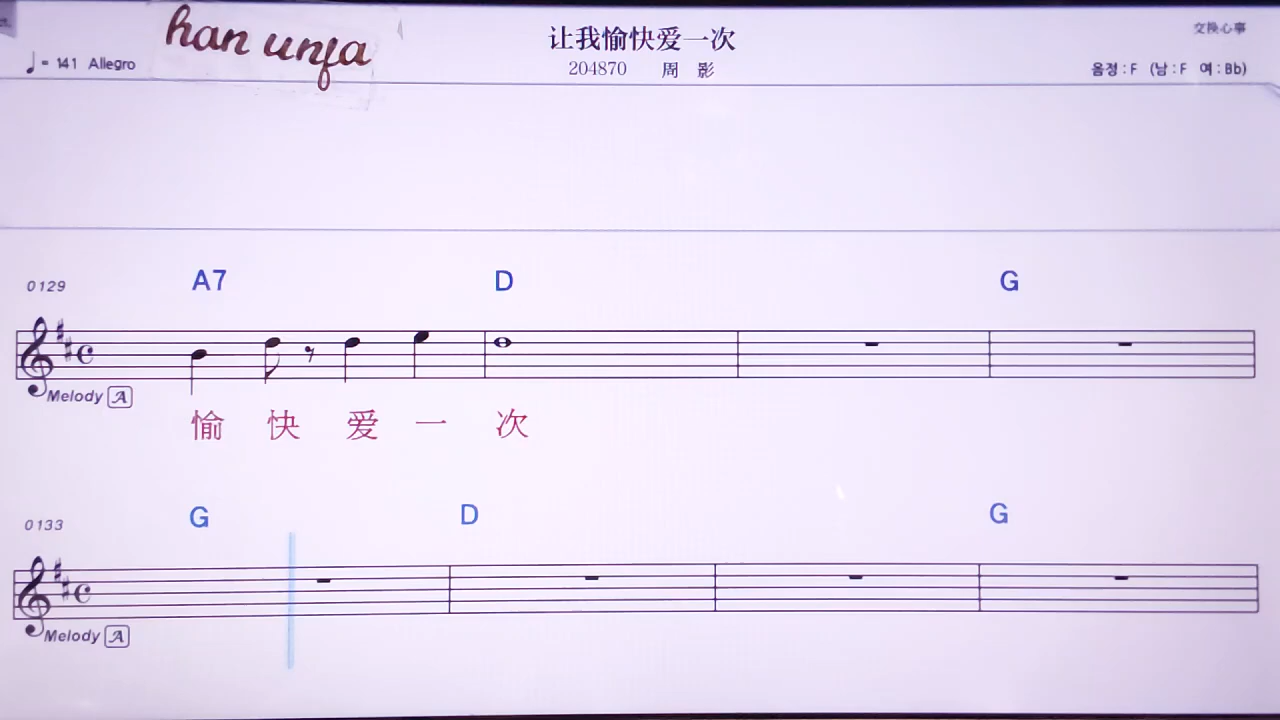 han unfa
让我愉快爱一次
交换心事
♩ = 141 Allegro
204870 周 影
음정 : F (남 : F 여 : Bb)
0129
A7 D G
Melody A
愉 快 爱 一 次
0133
G D G
Melody A